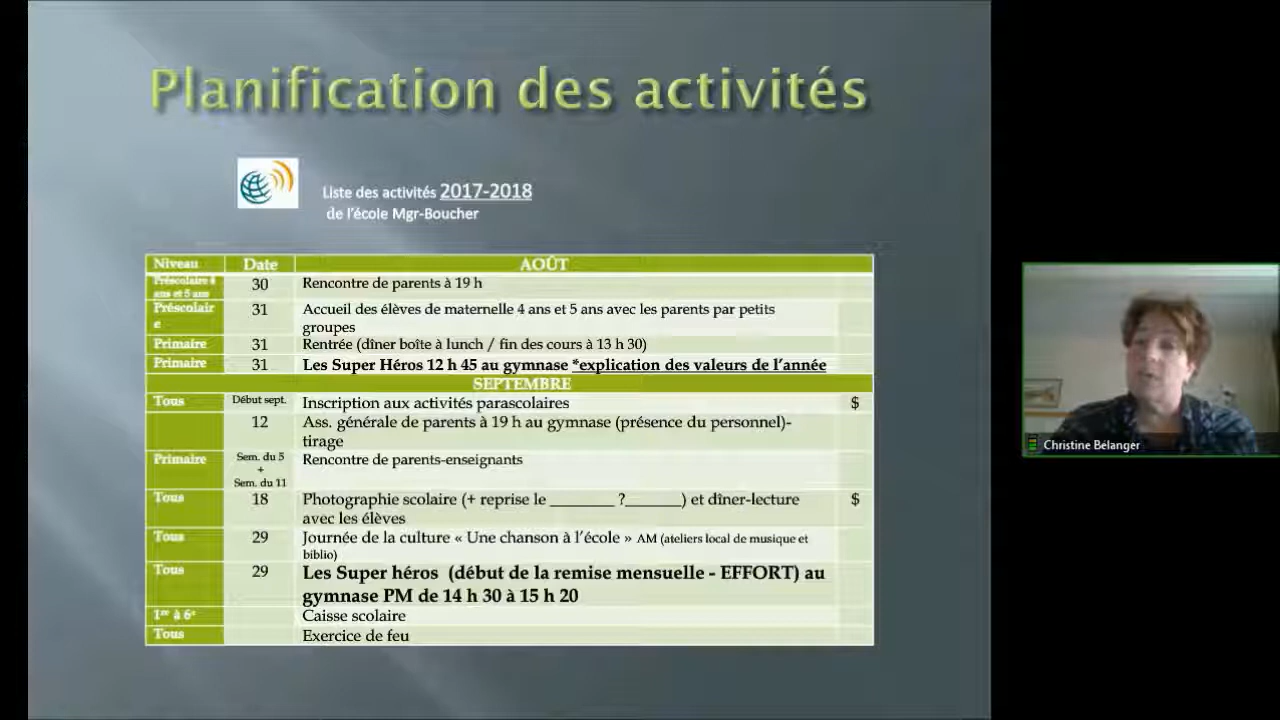 Planification des activités
Liste des activités 2017-2018
de l'école Mgr-Boucher
Niveau Date AOÛT
Préscolaire 4 ans et 5 ans 30 Rencontre de parents à 19 h
Préscolaire 31 Accueil des élèves de maternelle 4 ans et 5 ans avec les parents par petits
groupes
Primaire 31 Rentrée (dîner boîte à lunch / fin des cours à 13 h 30)
Primaire 31 Les Super Héros 12 h 45 au gymnase *explication des valeurs de l'année
SEPTEMBRE
Tous Début sept. Inscription aux activités parascolaires $
12 Ass. générale de parents à 19 h au gymnase (présence du personnel)-
tirage
Primaire Sem. du 5 + Sem. du 11 Rencontre de parents-enseignants
Tous 18 Photographie scolaire (+ reprise le ________ ?_______) et dîner-lecture $
avec les élèves
Tous 29 Journée de la culture « Une chanson à l'école » AM (ateliers local de musique et
biblio)
Tous 29 Les Super héros (début de la remise mensuelle - EFFORT) au
gymnase PM de 14 h 30 à 15 h 20
1re à 6e Caisse scolaire
Tous Exercice de feu
Christine Bélanger